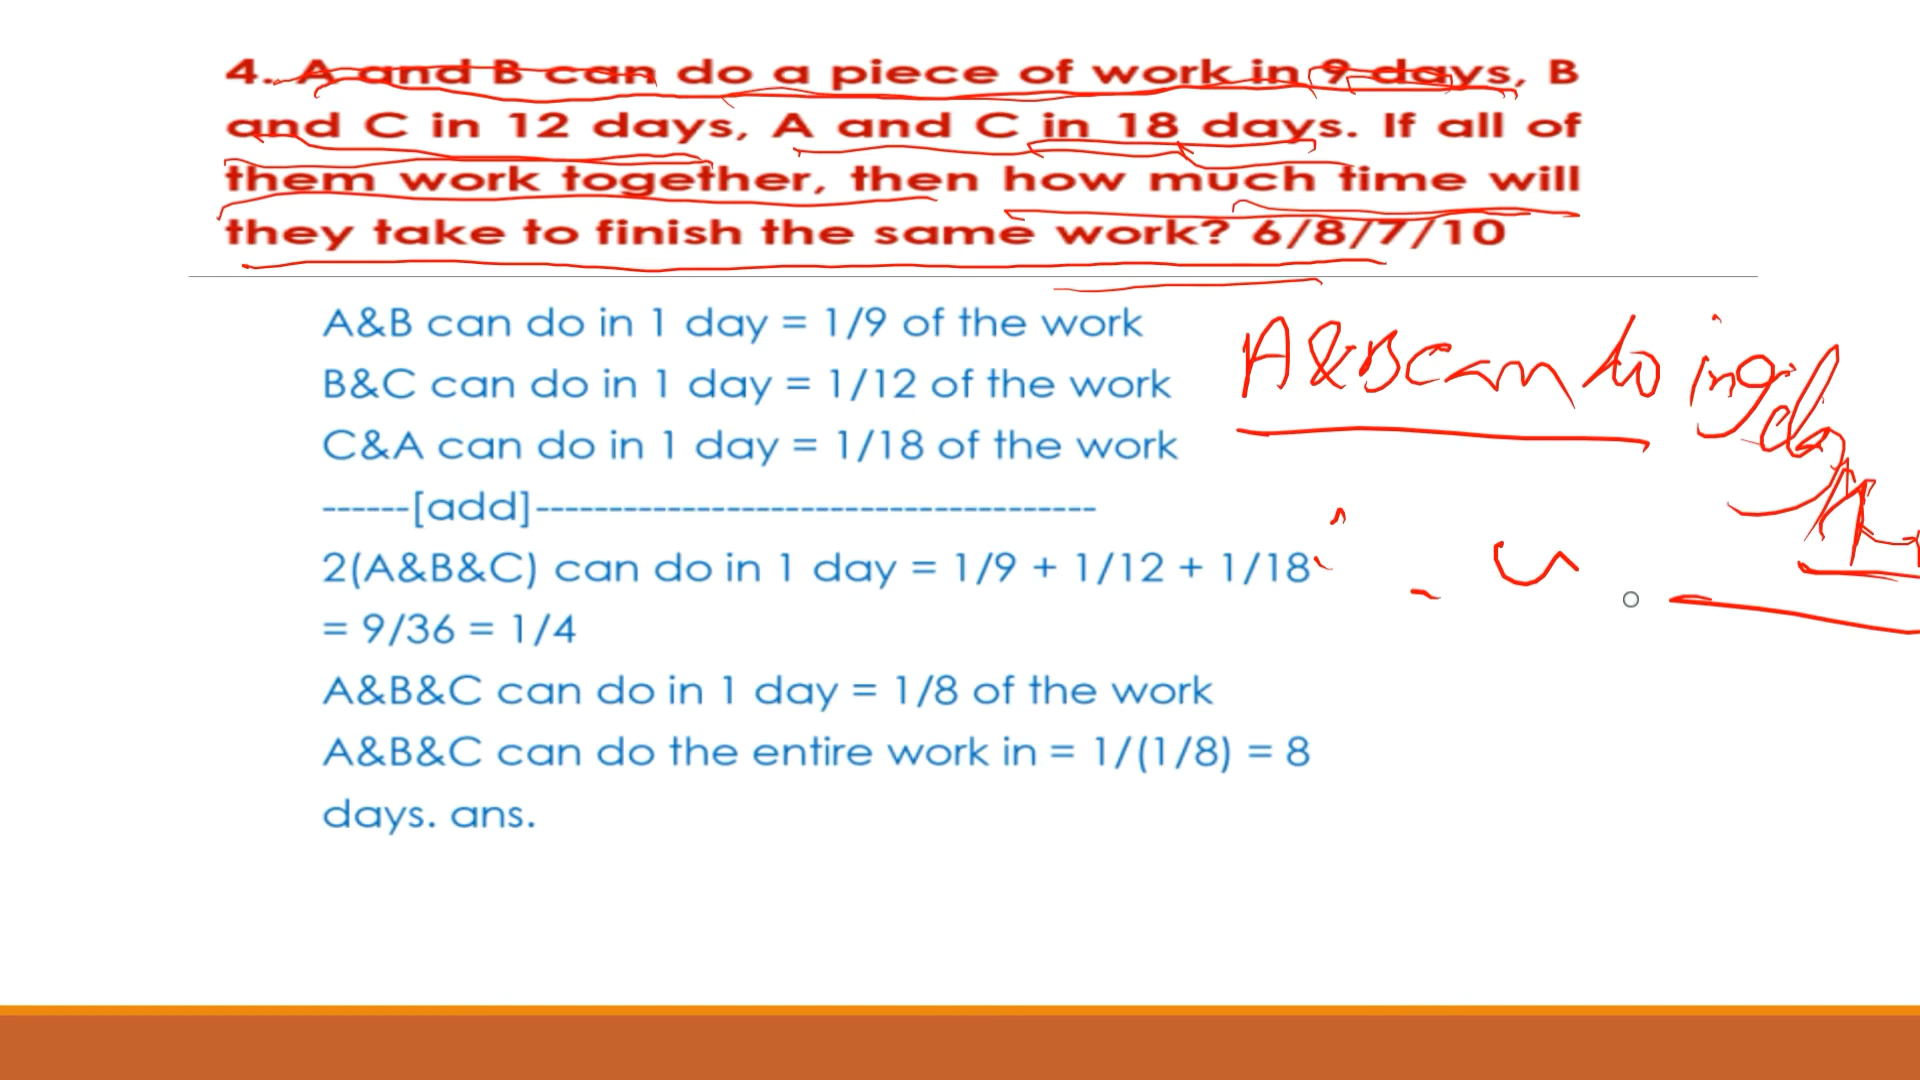 4. A and B can do a piece of work in 9 days, B
and C in 12 days, A and C in 18 days. If all of
them work together, then how much time will
they take to finish the same work? 6/8/7/10
A&B can do in 1 day = 1/9 of the work
B&C can do in 1 day = 1/12 of the work
C&A can do in 1 day = 1/18 of the work
------[add]---------------------------------------
2(A&B&C) can do in 1 day = 1/9 + 1/12 + 1/18
= 9/36 = 1/4
A&B&C can do in 1 day = 1/8 of the work
A&B&C can do the entire work in = 1/(1/8) = 8
days. ans.
A&B can do in 9 day